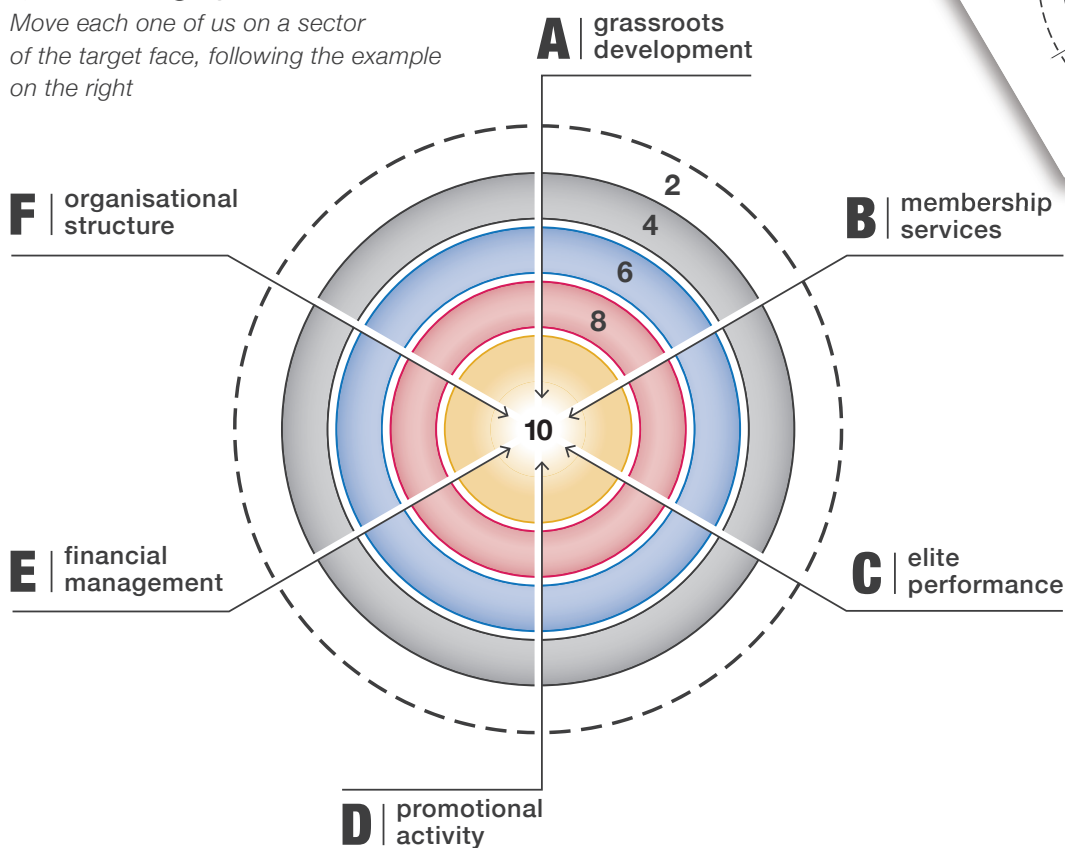 Move each one of us on a sector
of the target face, following the example
on the right
A grassroots
development
F organisational
structure
B membership
services
2
4
6
8
10
E financial
management
C elite
performance
D promotional
activity